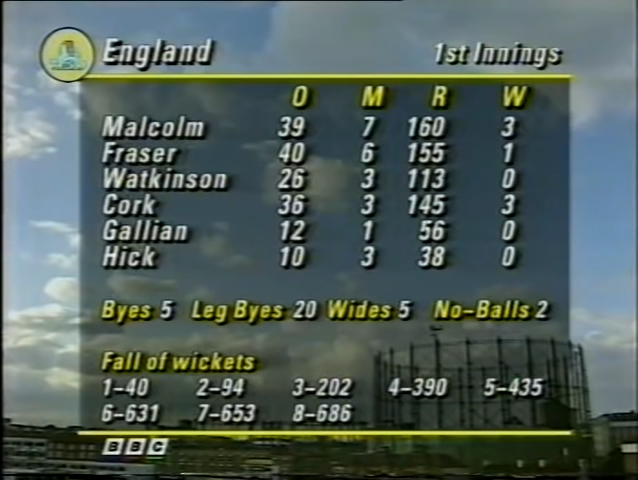 England 1st Innings
O M R W
Malcolm 39 7 160 3
Fraser 40 6 155 1
Watkinson 26 3 113 0
Cork 36 3 145 3
Gallian 12 1 56 0
Hick 10 3 38 0
Byes 5 Leg Byes 20 Wides 5 No-Balls 2
Fall of wickets
1-40 2-94 3-202 4-390 5-435
6-631 7-653 8-686
BBC